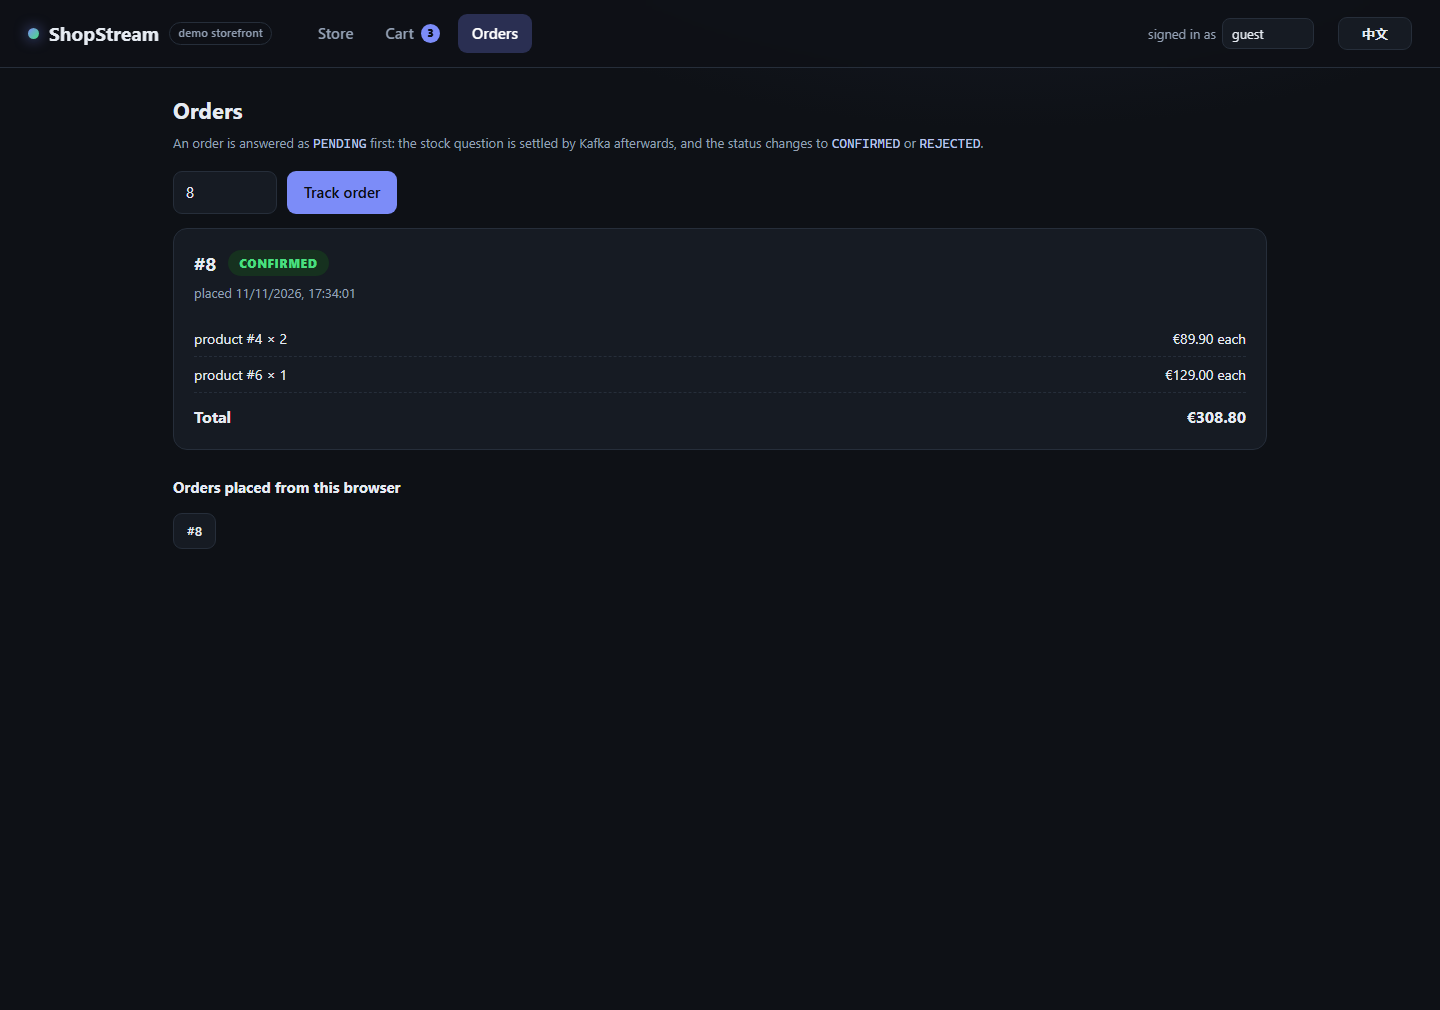 ShopStream demo storefront Store Cart 3 Orders signed in as guest 中文
Orders
An order is answered as PENDING first: the stock question is settled by Kafka afterwards, and the status changes to CONFIRMED or REJECTED.
8 Track order
#8 CONFIRMED
placed 11/11/2026, 17:34:01
product #4 × 2 €89.90 each
product #6 × 1 €129.00 each
Total €308.80
Orders placed from this browser
#8